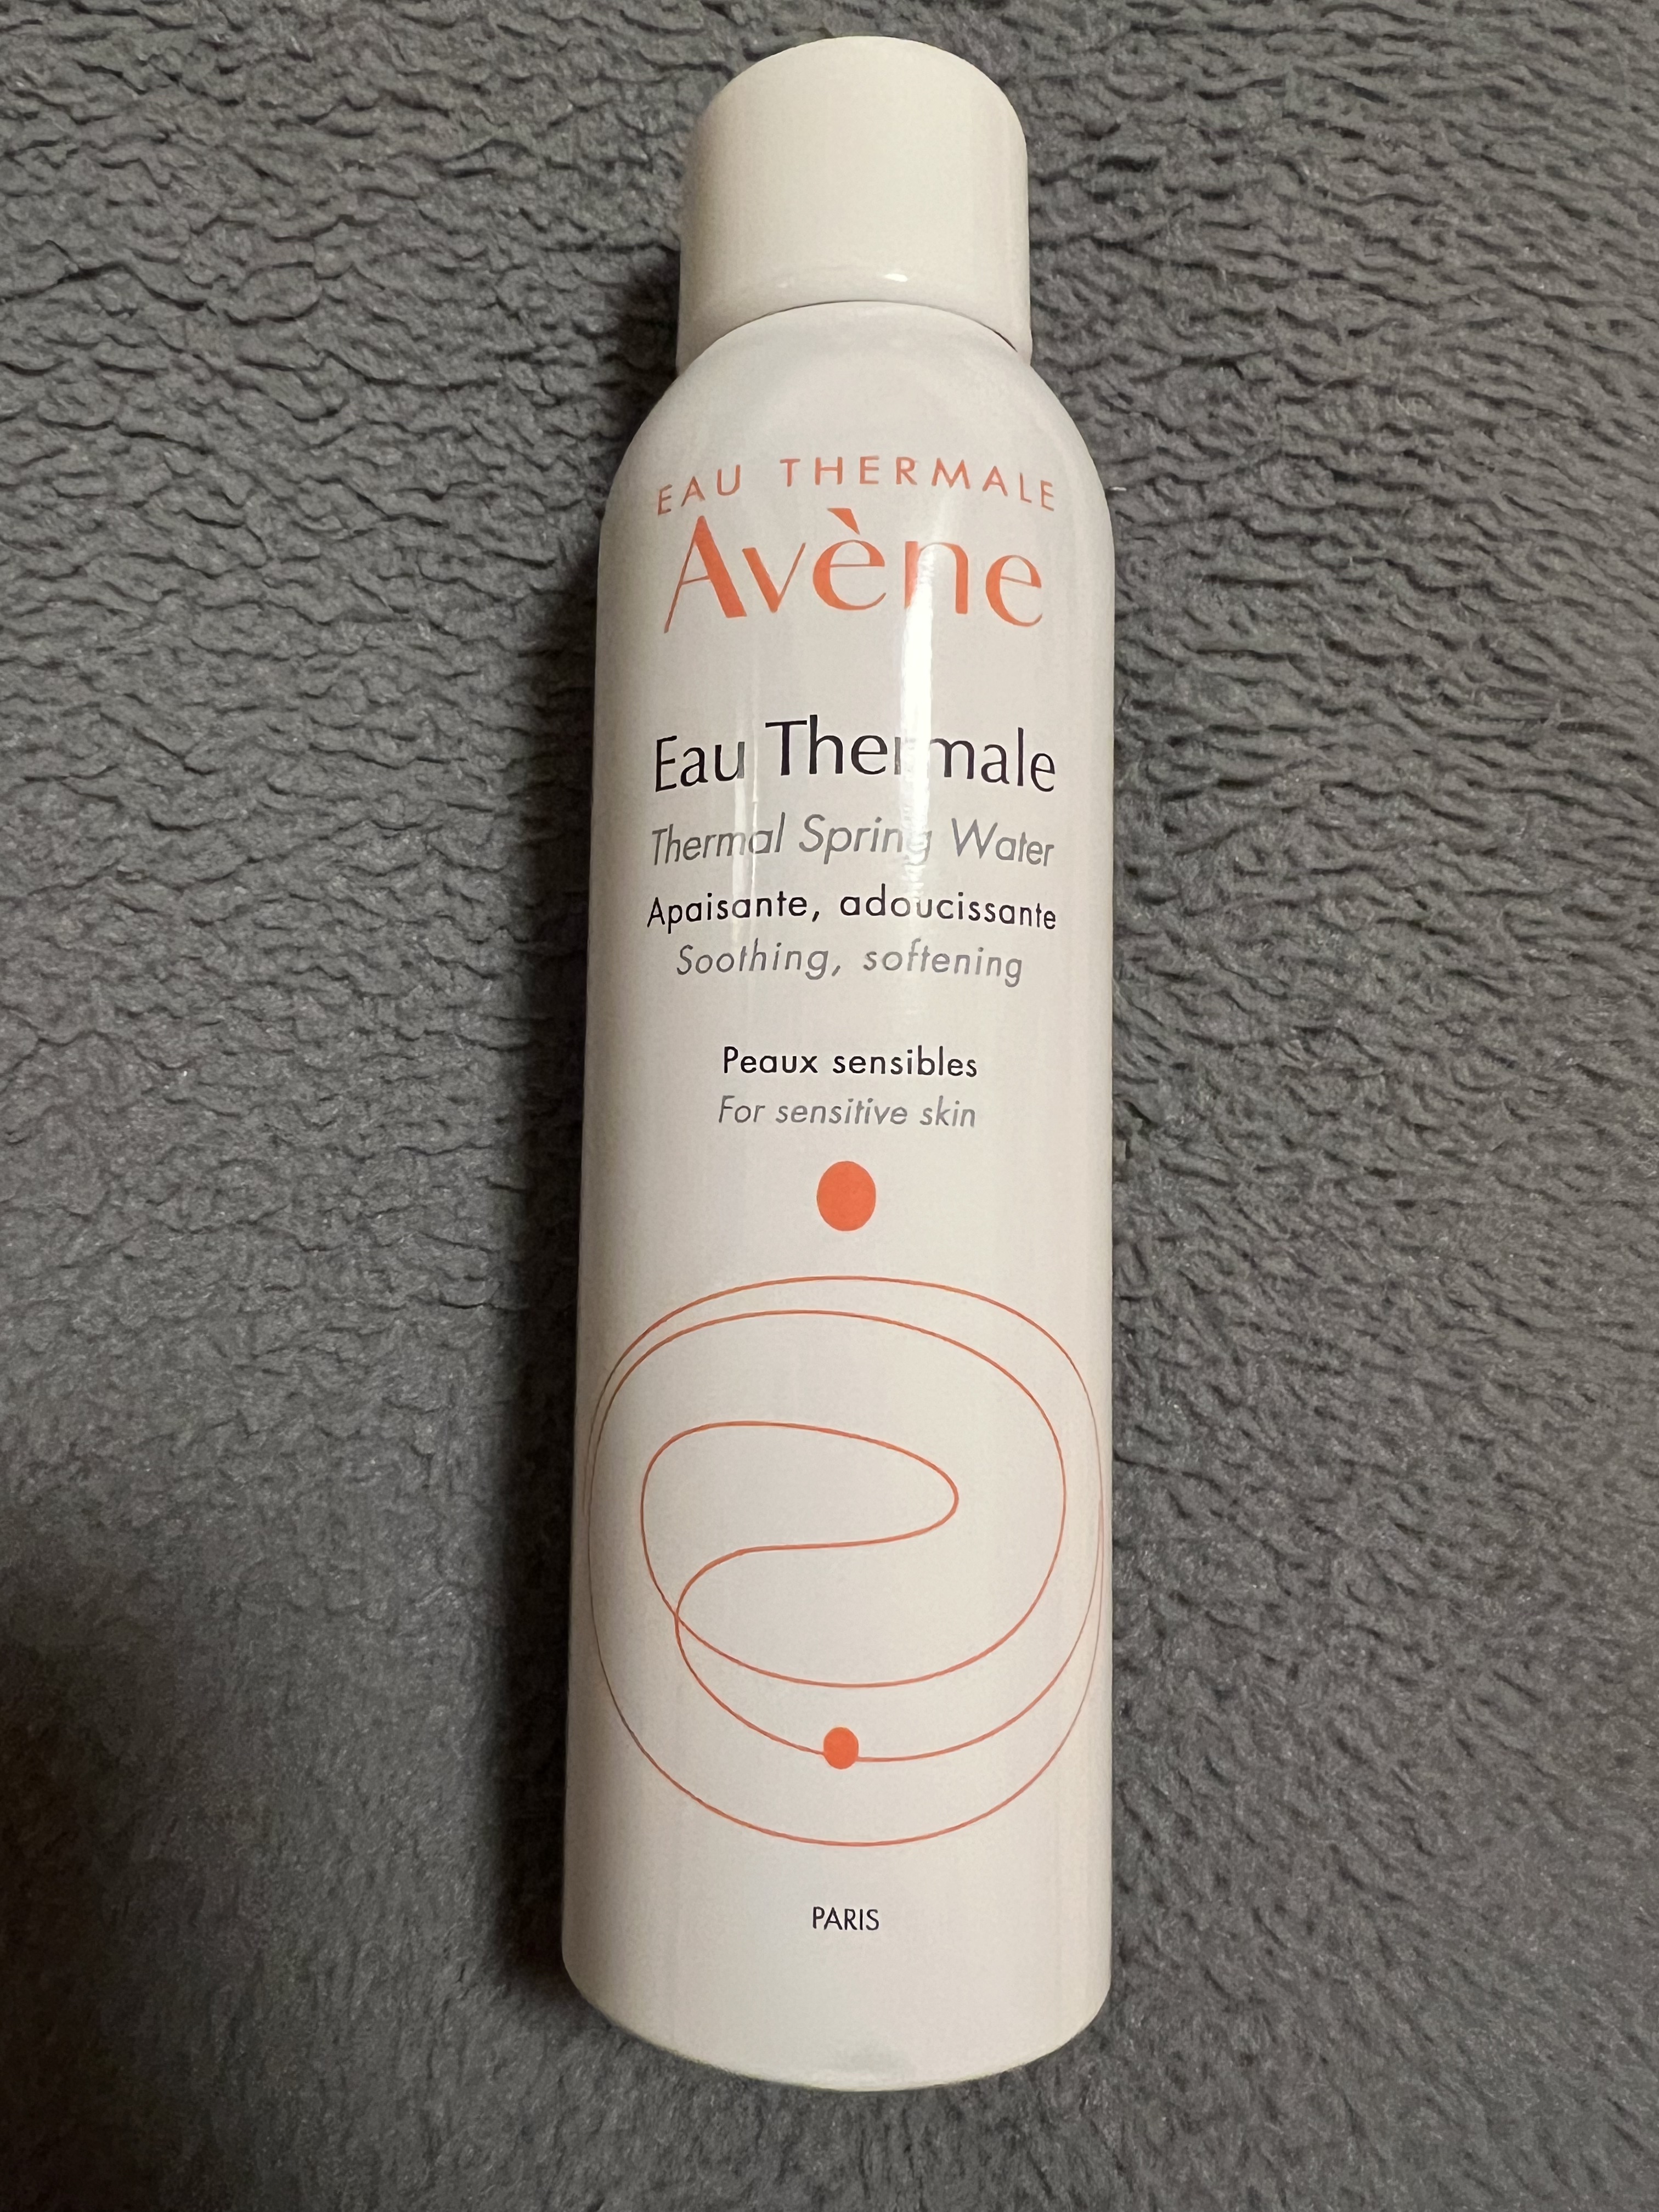 EAU THERMALE
Avène
Eau Thermale
Thermal Spring Water
Apaisante, adoucissante
Soothing, softening
Peaux sensibles
For sensitive skin
PARIS